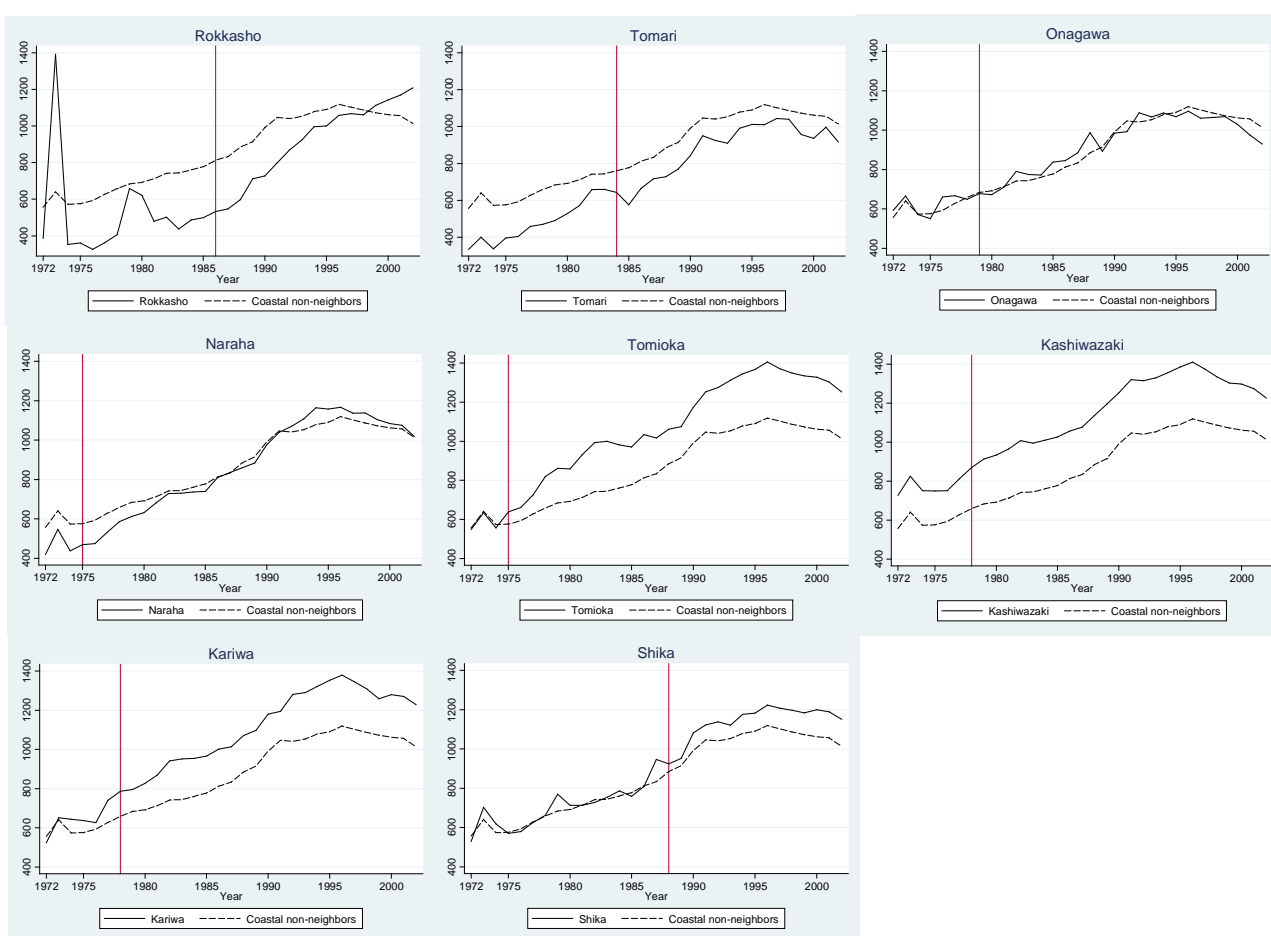 Rokkasho
1400
1200
1000
800
600
400
1972 1975 1980 1985 1990 1995 2000
Year
Rokkasho Coastal non-neighbors
Tomari
1400
1200
1000
800
600
400
1972 1975 1980 1985 1990 1995 2000
Year
Tomari Coastal non-neighbors
Onagawa
1400
1200
1000
800
600
400
1972 1975 1980 1985 1990 1995 2000
Year
Onagawa Coastal non-neighbors
Naraha
1400
1200
1000
800
600
400
1972 1975 1980 1985 1990 1995 2000
Year
Naraha Coastal non-neighbors
Tomioka
1400
1200
1000
800
600
400
1972 1975 1980 1985 1990 1995 2000
Year
Tomioka Coastal non-neighbors
Kashiwazaki
1400
1200
1000
800
600
400
1972 1975 1980 1985 1990 1995 2000
Year
Kashiwazaki Coastal non-neighbors
Kariwa
1400
1200
1000
800
600
400
1972 1975 1980 1985 1990 1995 2000
Year
Kariwa Coastal non-neighbors
Shika
1400
1200
1000
800
600
400
1972 1975 1980 1985 1990 1995 2000
Year
Shika Coastal non-neighbors